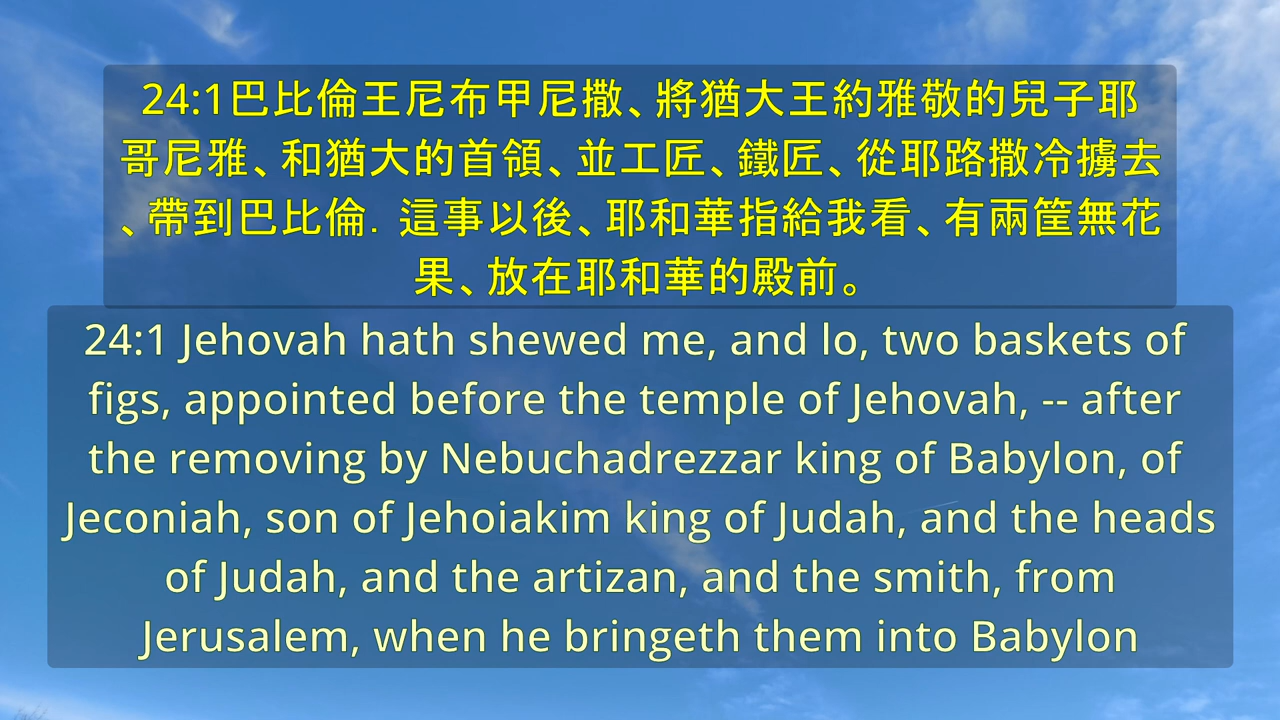 24:1巴比倫王尼布甲尼撒、將猶大王約雅敬的兒子耶
哥尼雅、和猶大的首領、並工匠、鐵匠、從耶路撒冷擄去
、帶到巴比倫．這事以後、耶和華指給我看、有兩筐無花
果、放在耶和華的殿前。
24:1 Jehovah hath shewed me, and lo, two baskets of
figs, appointed before the temple of Jehovah, -- after
the removing by Nebuchadrezzar king of Babylon, of
Jeconiah, son of Jehoiakim king of Judah, and the heads
of Judah, and the artizan, and the smith, from
Jerusalem, when he bringeth them into Babylon